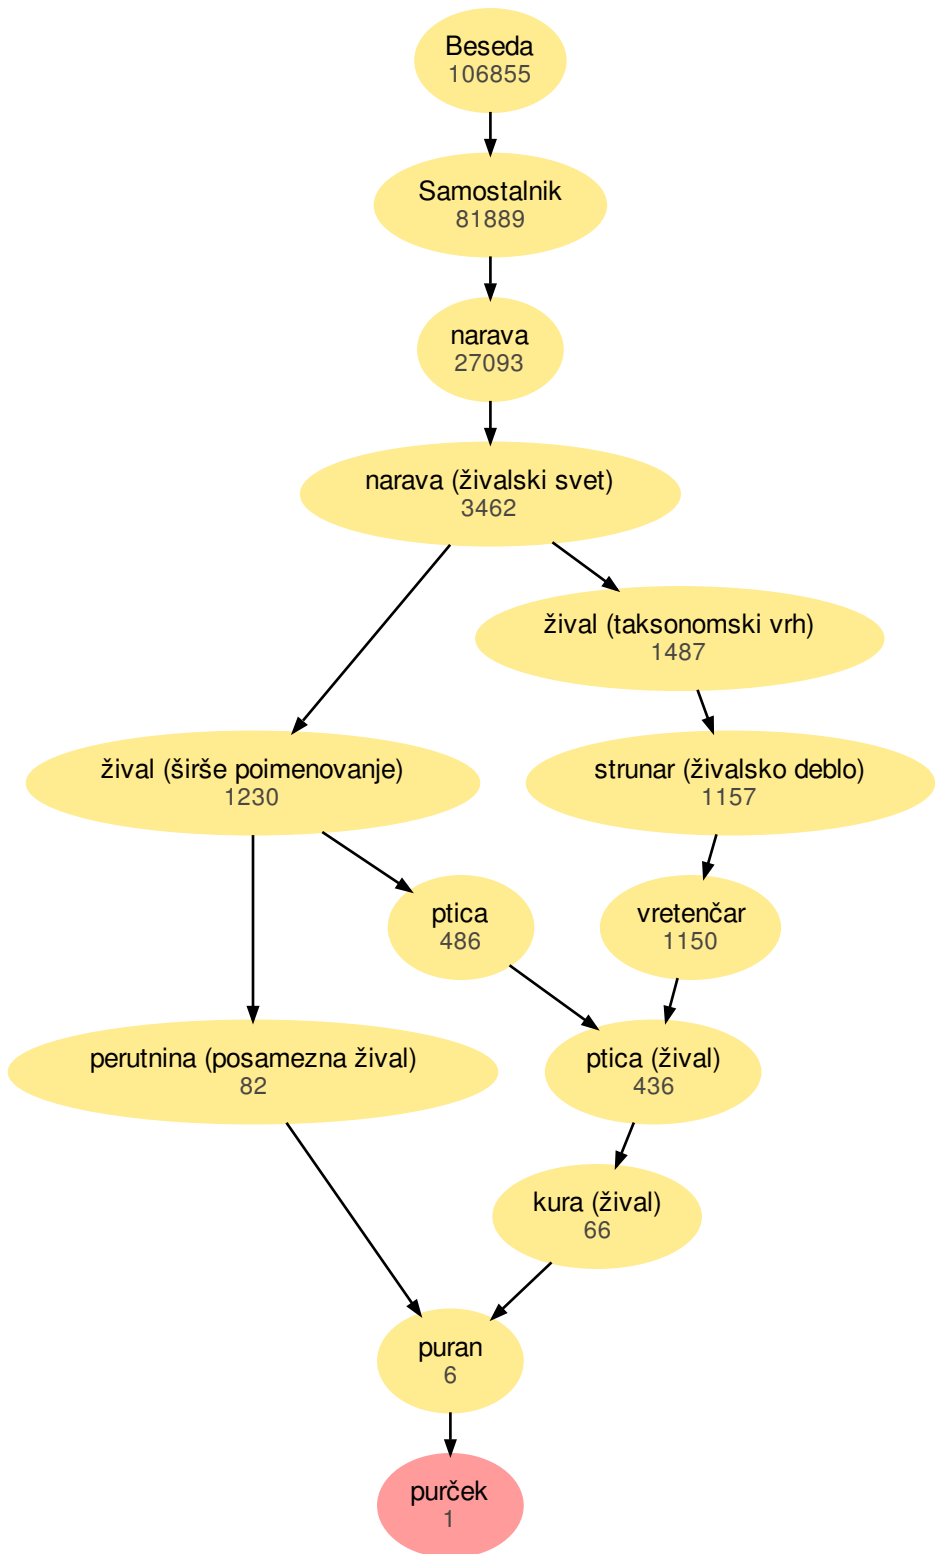 Beseda
106855
Samostalnik
81889
narava
27093
narava (živalski svet)
3462
žival (taksonomski vrh)
1487
žival (širše poimenovanje)
1230
strunar (živalsko deblo)
1157
ptica
486
vretenčar
1150
perutnina (posamezna žival)
82
ptica (žival)
436
kura (žival)
66
puran
6
purček
1